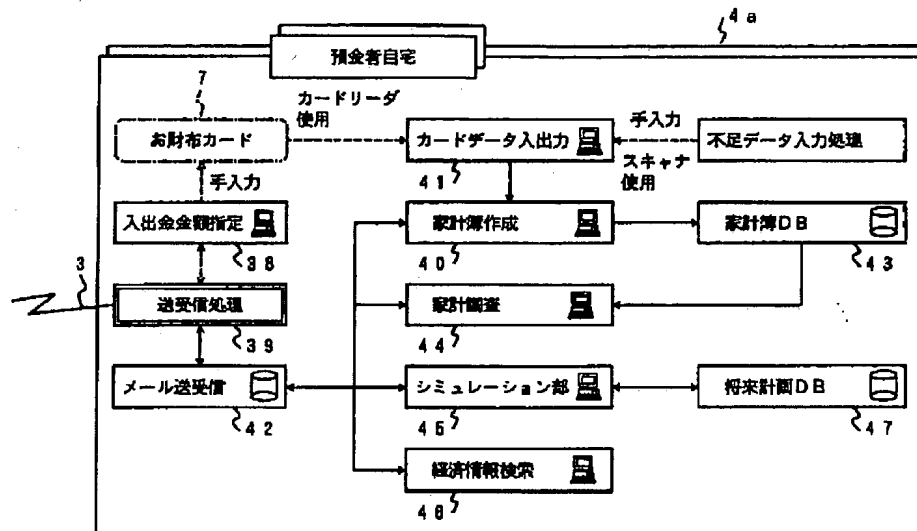 4a
預金者自宅
7
カードリーダ
使用
お財布カード
カードデータ入出力
手入力
不足データ入力処理
スキャナ
使用
41
手入力
入出金金額指定
家計簿作成
家計簿DB
38
40
43
3
送受信処理
家計調査
39
44
メール送受信
シミュレーション部
将来計画DB
42
45
47
経済情報検索
46